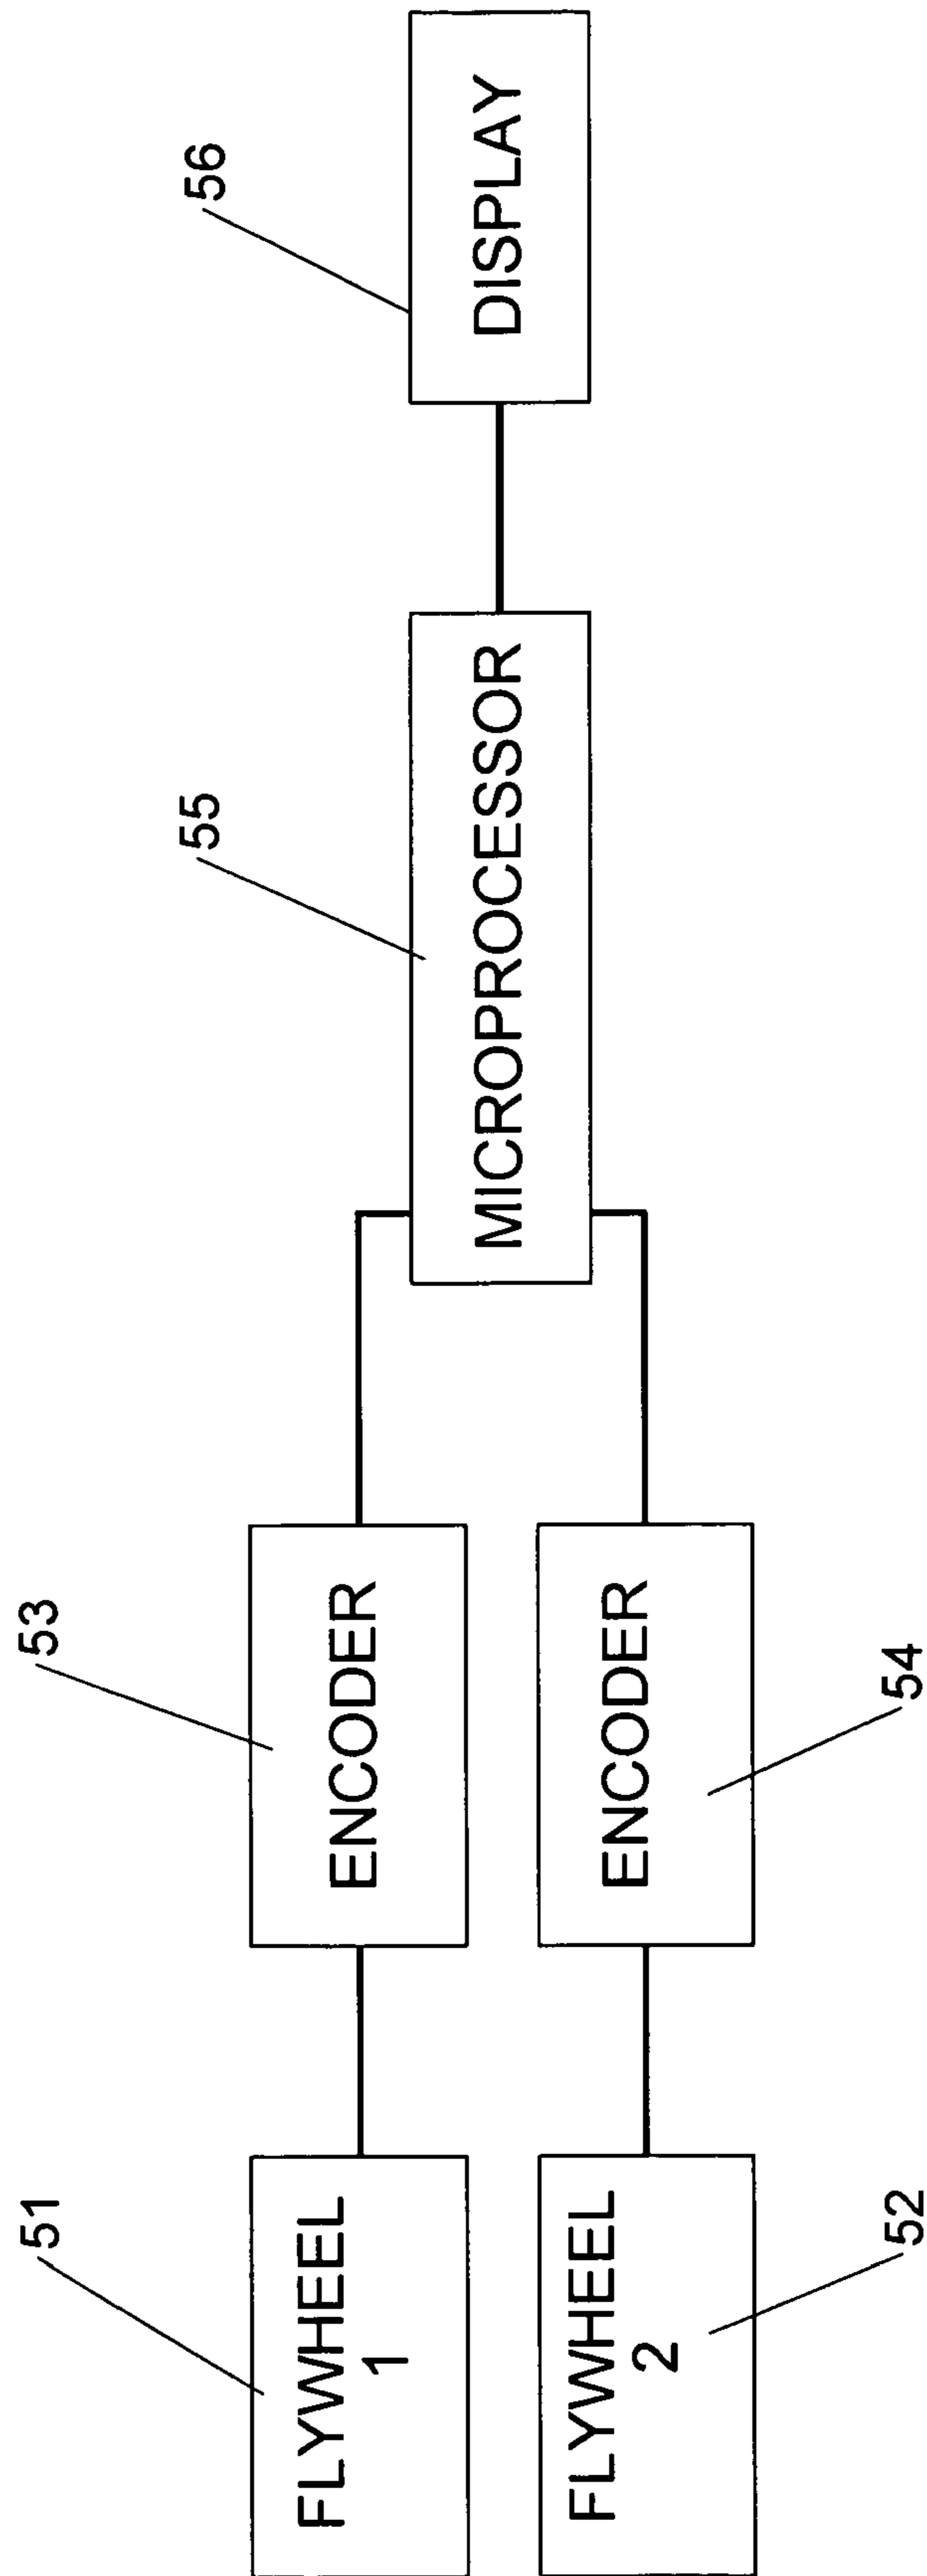 51
FLYWHEEL
1
53
ENCODER
55
MICROPROCESSOR
56
DISPLAY
FLYWHEEL
2
52
ENCODER
54